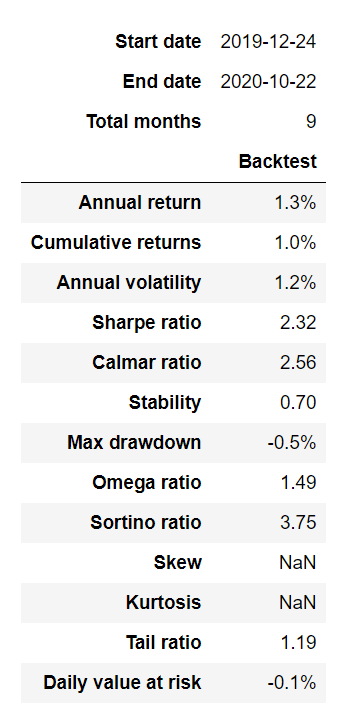 Start date 2019-12-24
End date 2020-10-22
Total months 9
Backtest
Annual return 1.3%
Cumulative returns 1.0%
Annual volatility 1.2%
Sharpe ratio 2.32
Calmar ratio 2.56
Stability 0.70
Max drawdown -0.5%
Omega ratio 1.49
Sortino ratio 3.75
Skew NaN
Kurtosis NaN
Tail ratio 1.19
Daily value at risk -0.1%